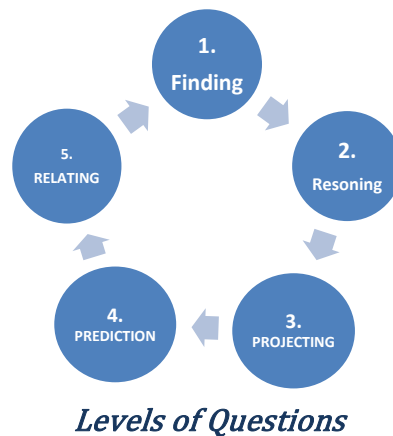 1.
Finding
2.
Resoning
3.
PROJECTING
4.
PREDICTION
5.
RELATING
Levels of Questions